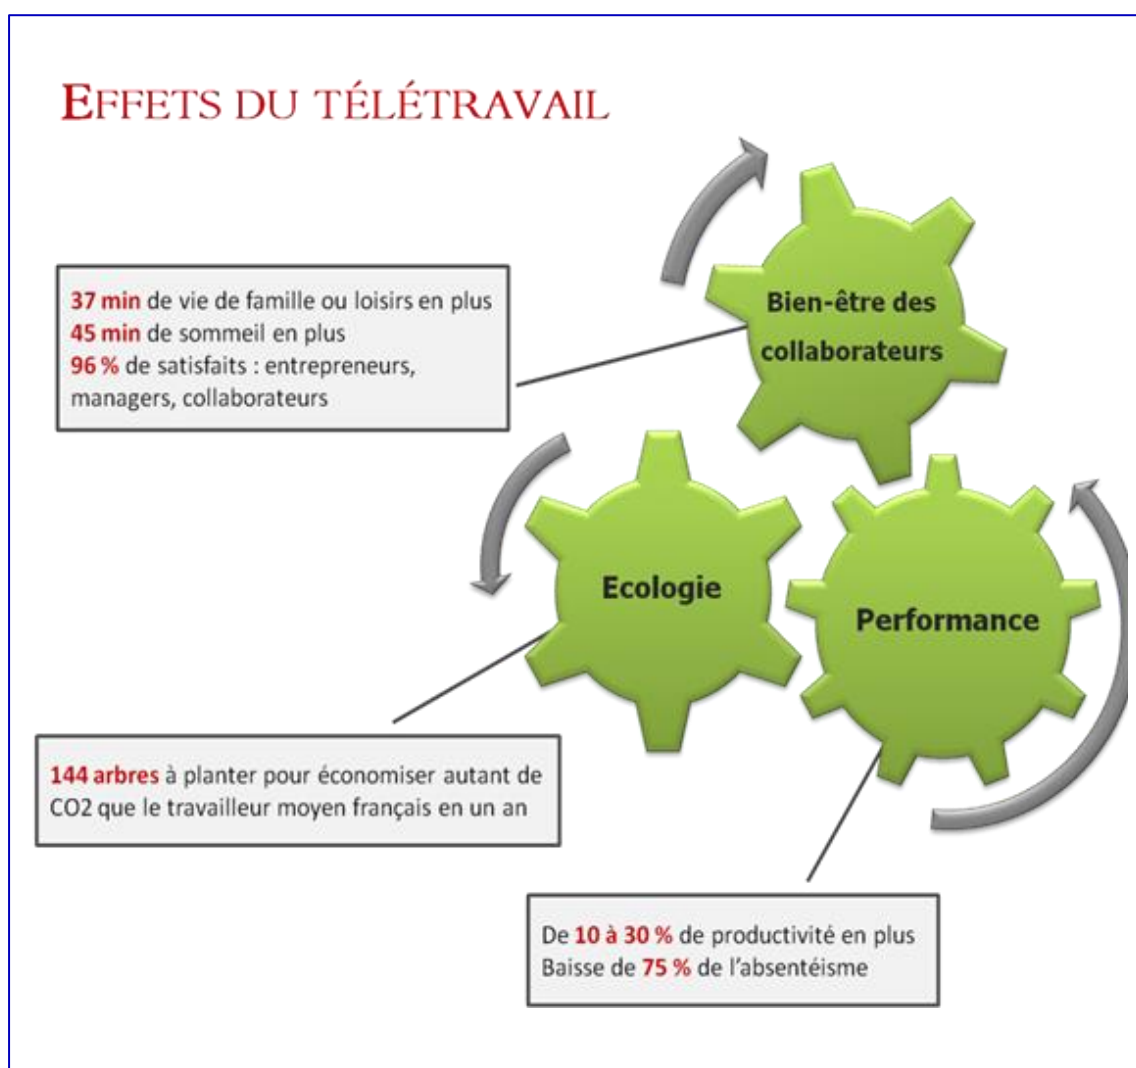 EFFETS DU TÉLÉTRAVAIL
37 min de vie de famille ou loisirs en plus
45 min de sommeil en plus
96 % de satisfaits : entrepreneurs,
managers, collaborateurs
Bien-être des
collaborateurs
Ecologie
Performance
144 arbres à planter pour économiser autant de
CO2 que le travailleur moyen français en un an
De 10 à 30 % de productivité en plus
Baisse de 75 % de l’absentéisme